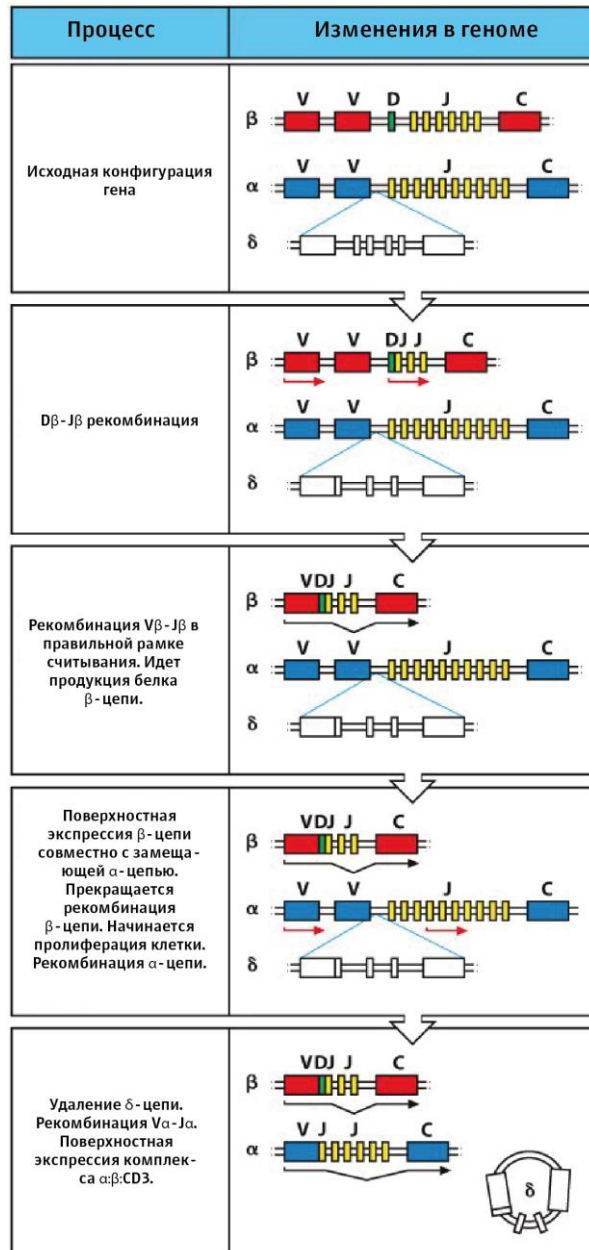 Процесс
Изменения в геноме
Исходная конфигурация
гена
V V D J C
β
V V J C
α
δ
Dβ-Jβ рекомбинация
V V DJ J C
β
V V J C
α
δ
Рекомбинация Vβ-Jβ в
правильной рамке
считывания. Идет
продукция белка
β-цепи.
VDJ J C
β
V V J C
α
δ
Поверхностная
экспрессия β-цепи
совместно с замеща-
ющей α-цепью.
Прекращается
рекомбинация
β-цепи. Начинается
пролиферация клетки.
Рекомбинация α-цепи.
VDJ J C
β
V V J C
α
δ
Удаление δ-цепи.
Рекомбинация Vα-Jα.
Поверхностная
экспрессия комплек-
са α:β:CD3.
VDJ J C
β
V J J C
α
δ